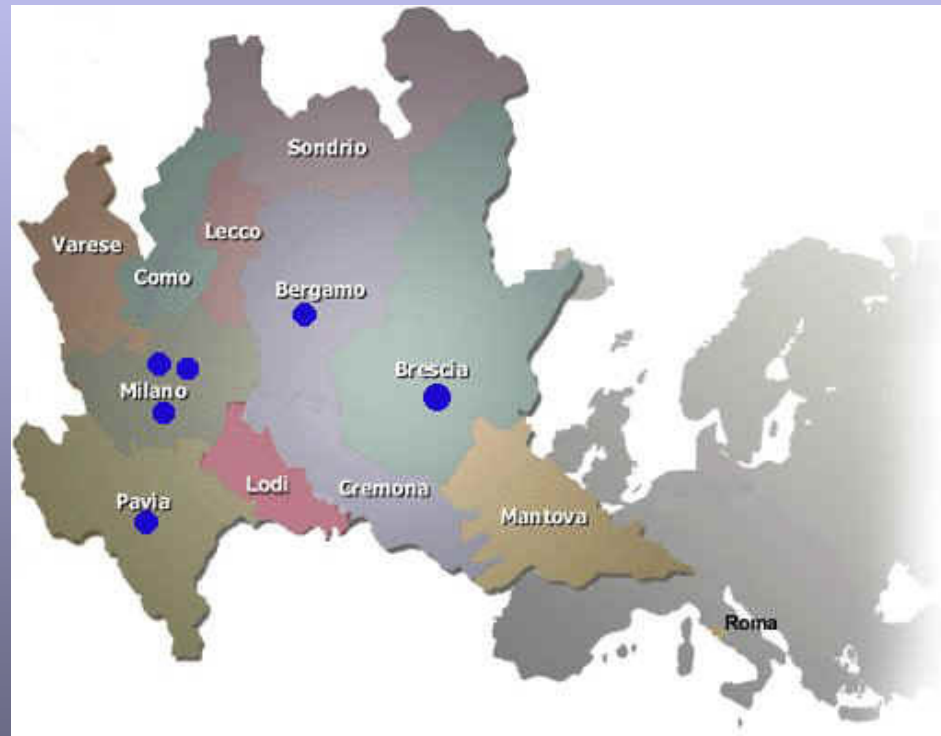 Sondrio
Varese
Lecco
Como
Bergamo
Milano
Brescia
Pavia
Lodi
Cremona
Mantova
Roma